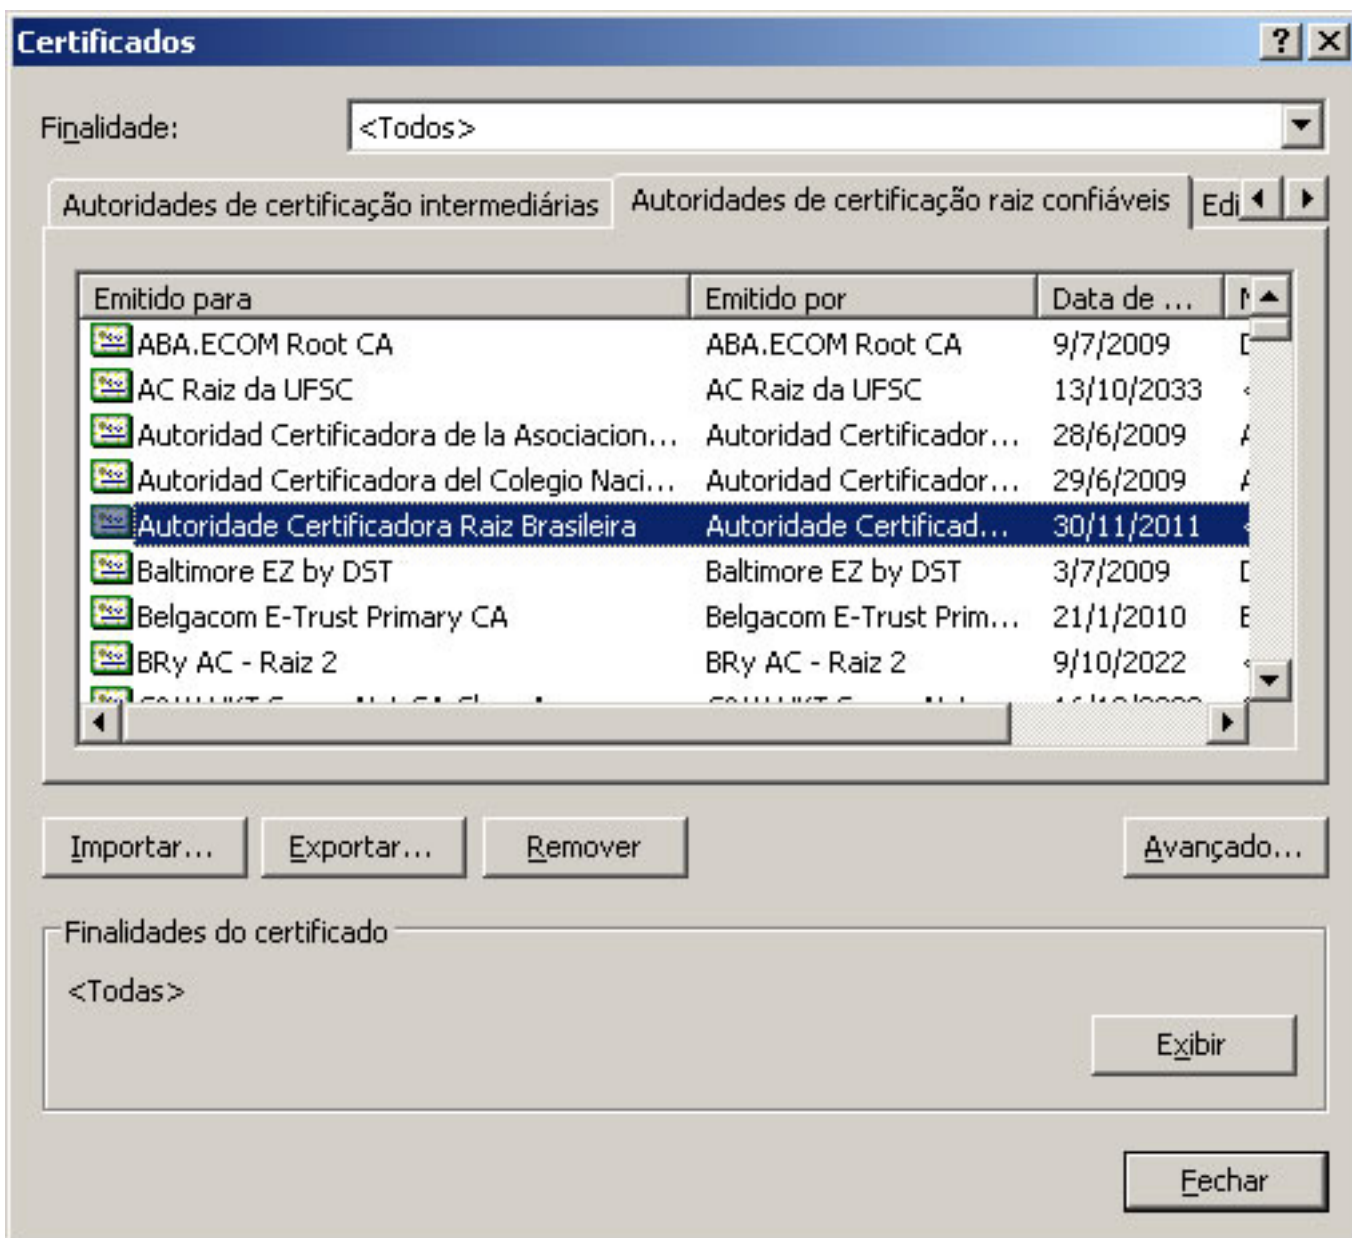 Certificados
Finalidade: <Todos>
Autoridades de certificação intermediárias Autoridades de certificação raiz confiáveis Edi
Emitido para Emitido por Data de ...
ABA.ECOM Root CA ABA.ECOM Root CA 9/7/2009
AC Raiz da UFSC AC Raiz da UFSC 13/10/2033
Autoridad Certificadora de la Asociacion... Autoridad Certificador... 28/6/2009
Autoridad Certificadora del Colegio Naci... Autoridad Certificador... 29/6/2009
Autoridade Certificadora Raiz Brasileira Autoridade Certificad... 30/11/2011
Baltimore EZ by DST Baltimore EZ by DST 3/7/2009
Belgacom E-Trust Primary CA Belgacom E-Trust Prim... 21/1/2010
BRy AC - Raiz 2 BRy AC - Raiz 2 9/10/2022
Importar... Exportar... Remover Avançado...
Finalidades do certificado
<Todas>
Exibir
Fechar